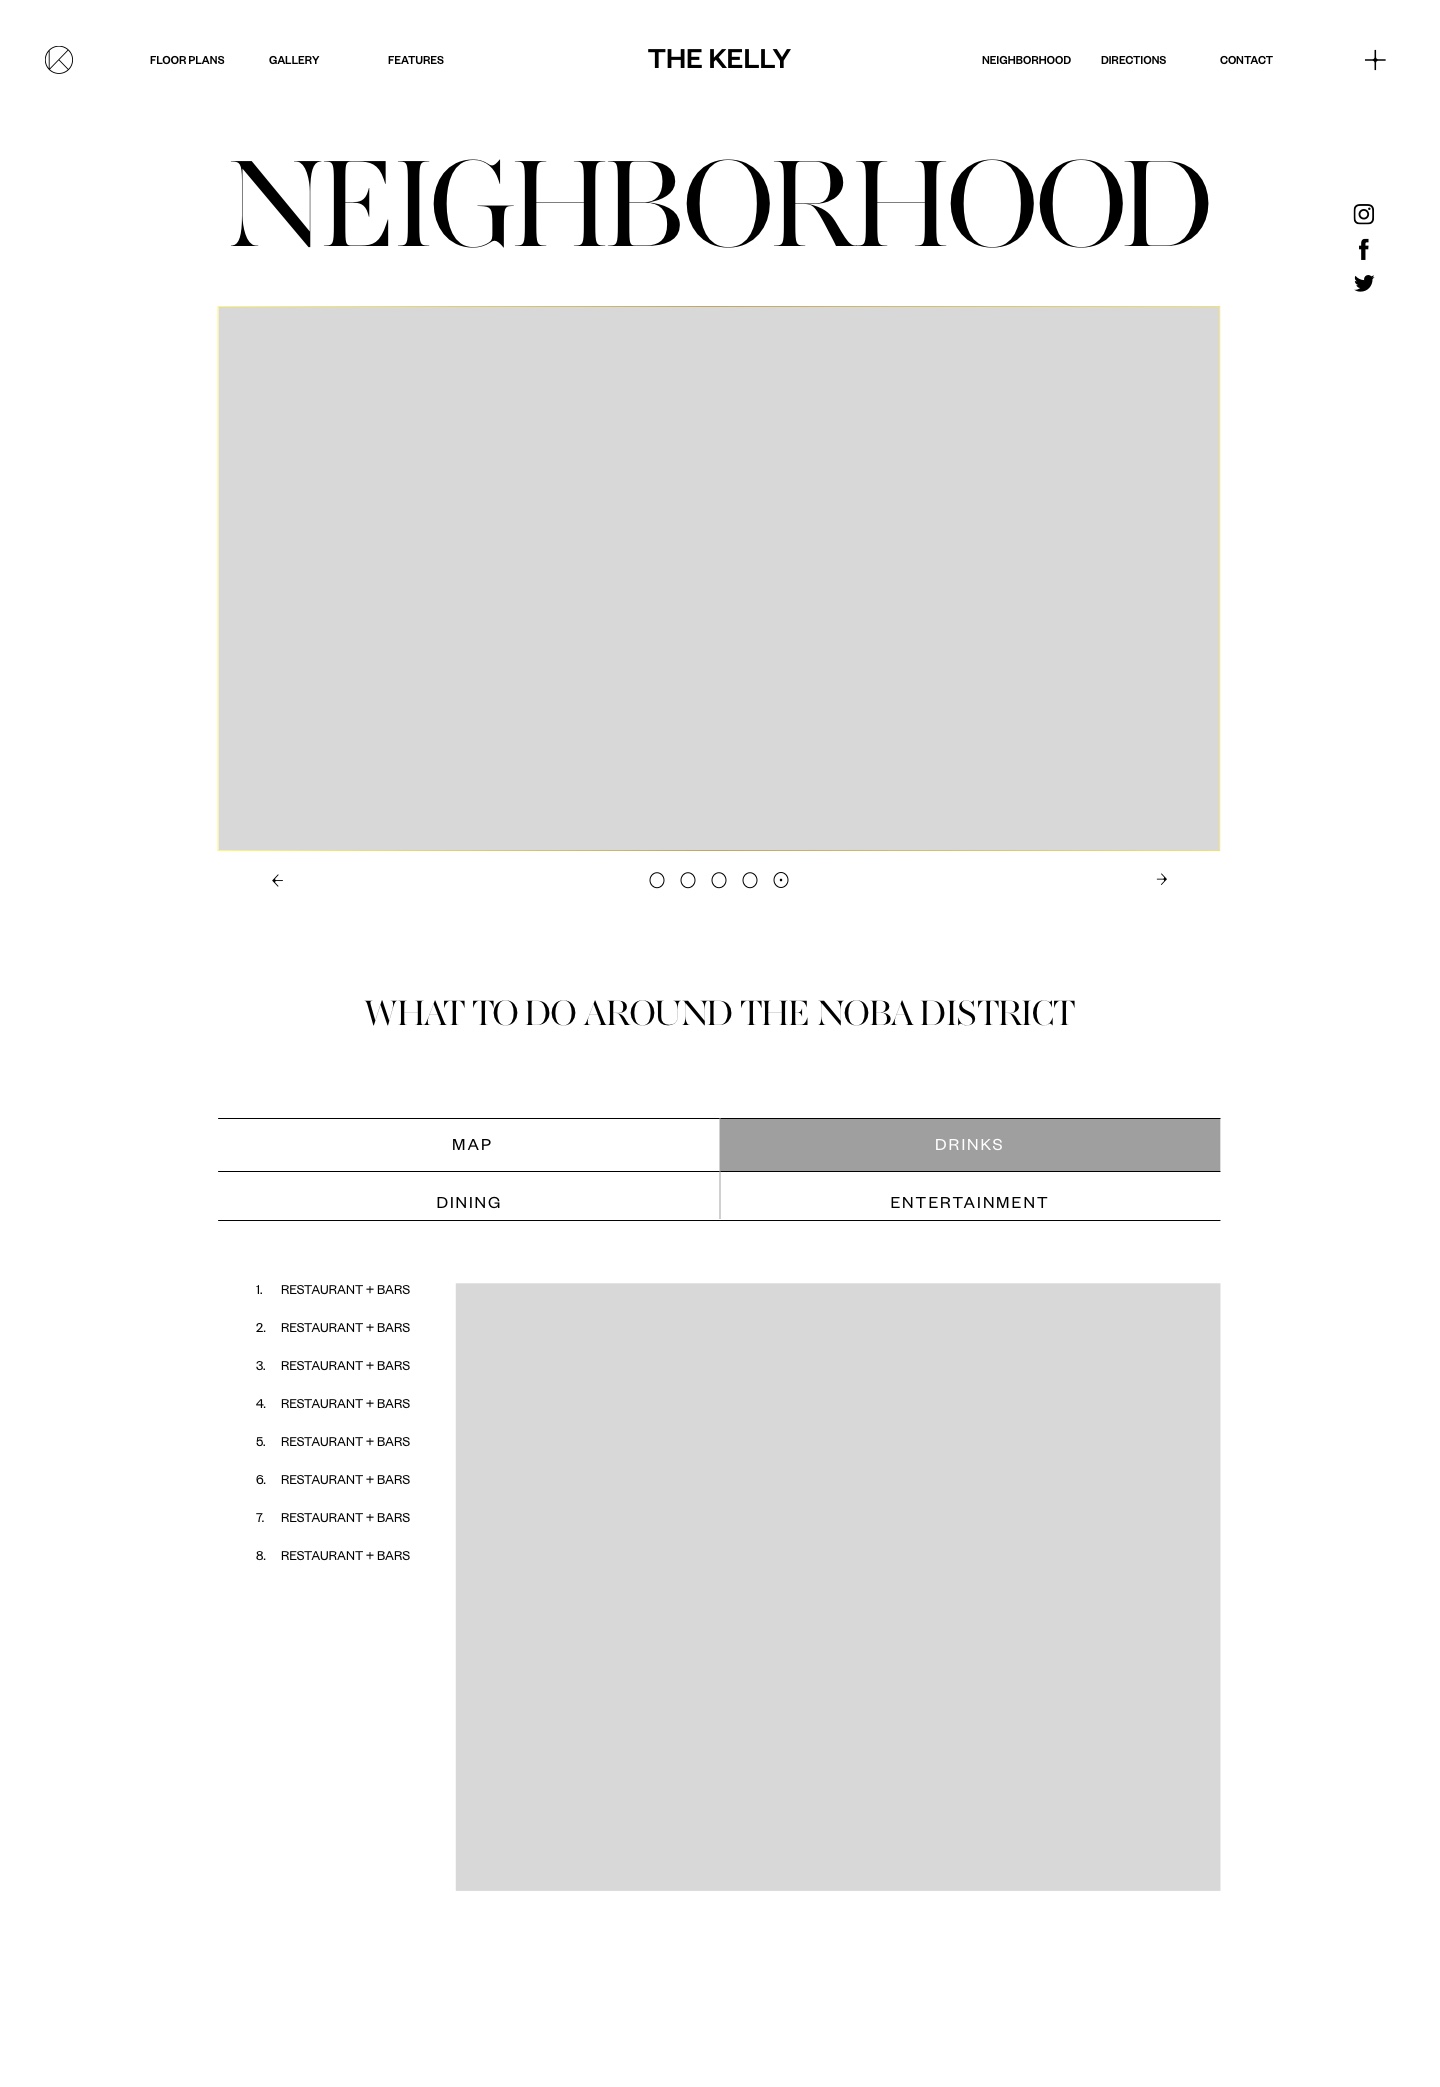 FLOOR PLANS GALLERY FEATURES THE KELLY NEIGHBORHOOD DIRECTIONS CONTACT
NEIGHBORHOOD
WHAT TO DO AROUND THE NOBA DISTRICT
MAP DRINKS
DINING ENTERTAINMENT
1. RESTAURANT + BARS
2. RESTAURANT + BARS
3. RESTAURANT + BARS
4. RESTAURANT + BARS
5. RESTAURANT + BARS
6. RESTAURANT + BARS
7. RESTAURANT + BARS
8. RESTAURANT + BARS